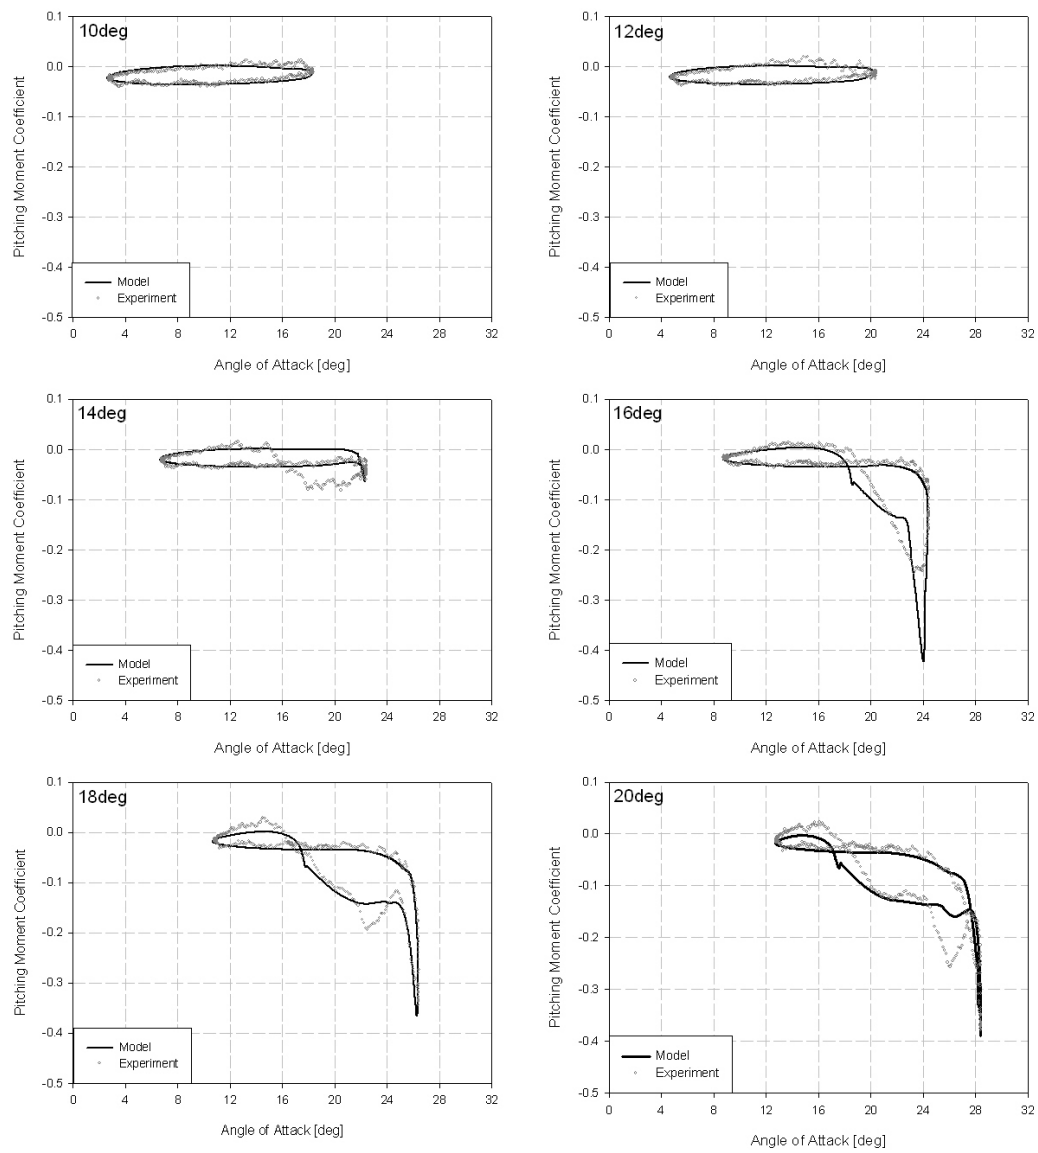 10deg
0.1
0.0
-0.1
-0.2
-0.3
-0.4
-0.5
Pitching Moment Coefficient
Model
Experiment
0 4 8 12 16 20 24 28 32
Angle of Attack [deg]
12deg
0.1
0.0
-0.1
-0.2
-0.3
-0.4
-0.5
Pitching Moment Coefficient
Model
Experiment
0 4 8 12 16 20 24 28 32
Angle of Attack [deg]
14deg
0.1
0.0
-0.1
-0.2
-0.3
-0.4
-0.5
Pitching Moment Coefficient
Model
Experiment
0 4 8 12 16 20 24 28 32
Angle of Attack [deg]
16deg
0.1
0.0
-0.1
-0.2
-0.3
-0.4
-0.5
Pitching Moment Coefficient
Model
Experiment
0 4 8 12 16 20 24 28 32
Angle of Attack [deg]
18deg
0.1
0.0
-0.1
-0.2
-0.3
-0.4
-0.5
Pitching Moment Coefficient
Model
Experiment
0 4 8 12 16 20 24 28 32
Angle of Attack [deg]
20deg
0.1
0.0
-0.1
-0.2
-0.3
-0.4
-0.5
Pitching Moment Coefficient
Model
Experiment
0 4 8 12 16 20 24 28 32
Angle of Attack [deg]